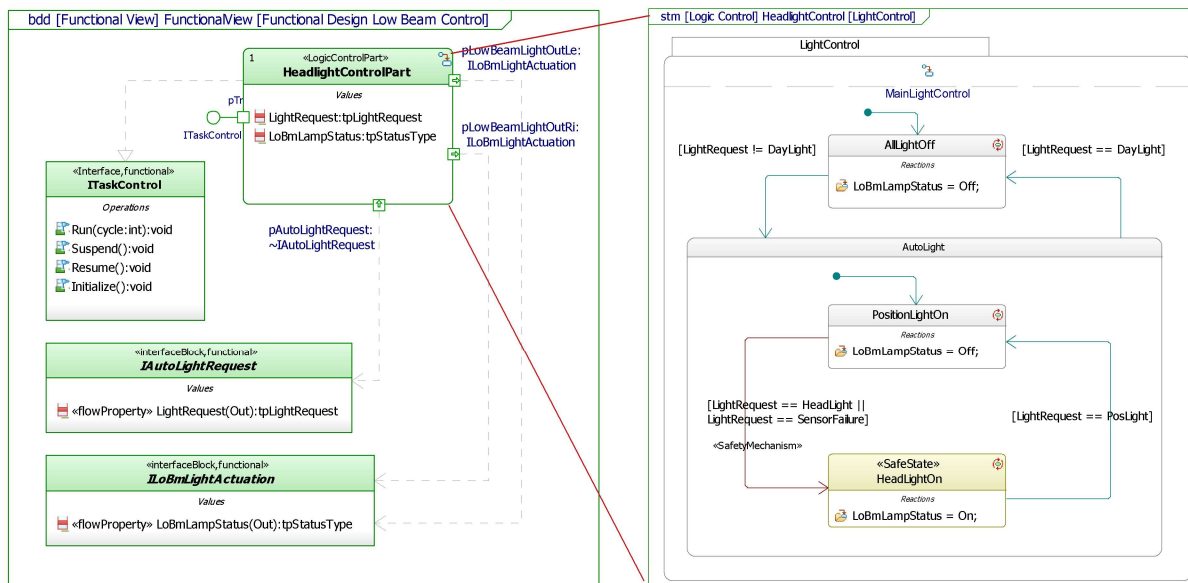 bdd [Functional View] FunctionalView [Functional Design Low Beam Control]
1
«LogicControlPart»
HeadlightControlPart
Values
LightRequest:tpLightRequest
LoBmLampStatus:tpStatusType
pTr
ITaskControl
pLowBeamLightOutLe:
ILoBmLightActuation
pLowBeamLightOutRi:
ILoBmLightActuation
pAutoLightRequest:
~IAutoLightRequest
«Interface,functional»
ITaskControl
Operations
Run(cycle:int):void
Suspend():void
Resume():void
Initialize():void
«interfaceBlock,functional»
IAutoLightRequest
Values
«flowProperty» LightRequest(Out):tpLightRequest
«interfaceBlock,functional»
ILoBmLightActuation
Values
«flowProperty» LoBmLampStatus(Out):tpStatusType
stm [Logic Control] HeadlightControl [LightControl]
LightControl
MainLightControl
AllLightOff
Reactions
LoBmLampStatus = Off;
[LightRequest != DayLight]
[LightRequest == DayLight]
AutoLight
PositionLightOn
Reactions
LoBmLampStatus = Off;
[LightRequest == HeadLight ||
LightRequest == SensorFailure]
«SafetyMechanism»
[LightRequest == PosLight]
«SafeState»
HeadLightOn
Reactions
LoBmLampStatus = On;